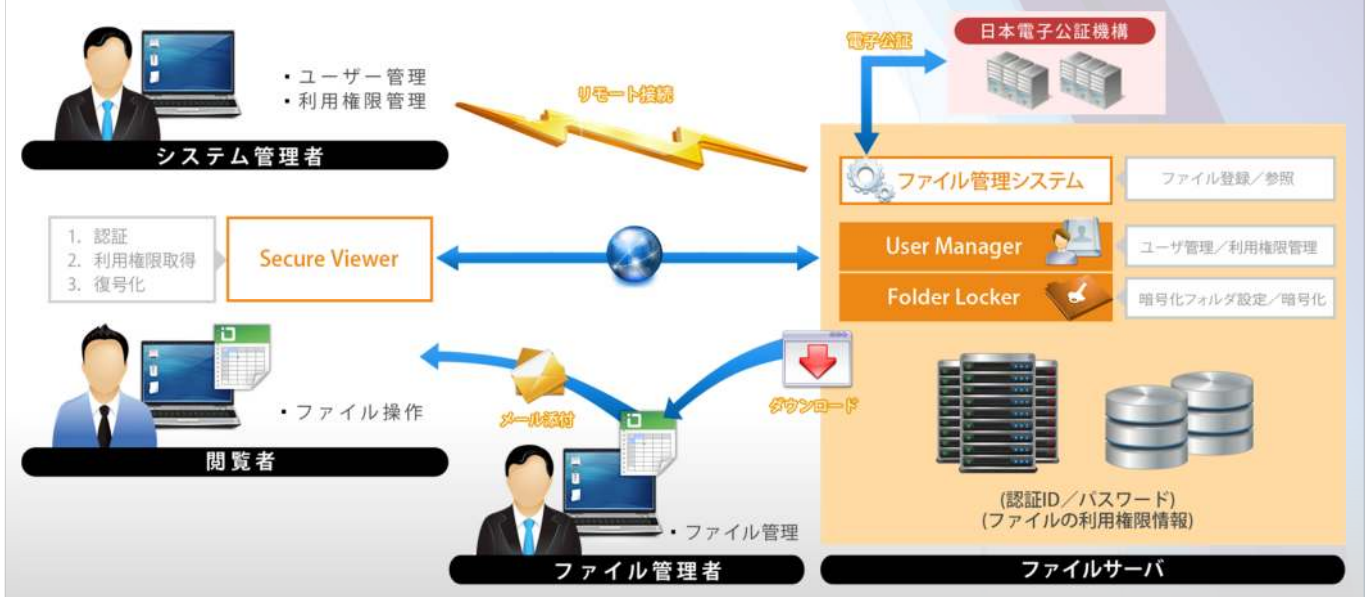 ・ユーザー管理
・利用権限管理
システム管理者
リモート接続
電子公証
日本電子公証機構
ファイル管理システム
ファイル登録／参照
1. 認証
2. 利用権限取得
3. 復号化
Secure Viewer
User Manager
ユーザ管理／利用権限管理
Folder Locker
暗号化フォルダ設定／暗号化
・ファイル操作
閲覧者
メール添付
ダウンロード
・ファイル管理
ファイル管理者
(認証ID／パスワード)
(ファイルの利用権限情報)
ファイルサーバ